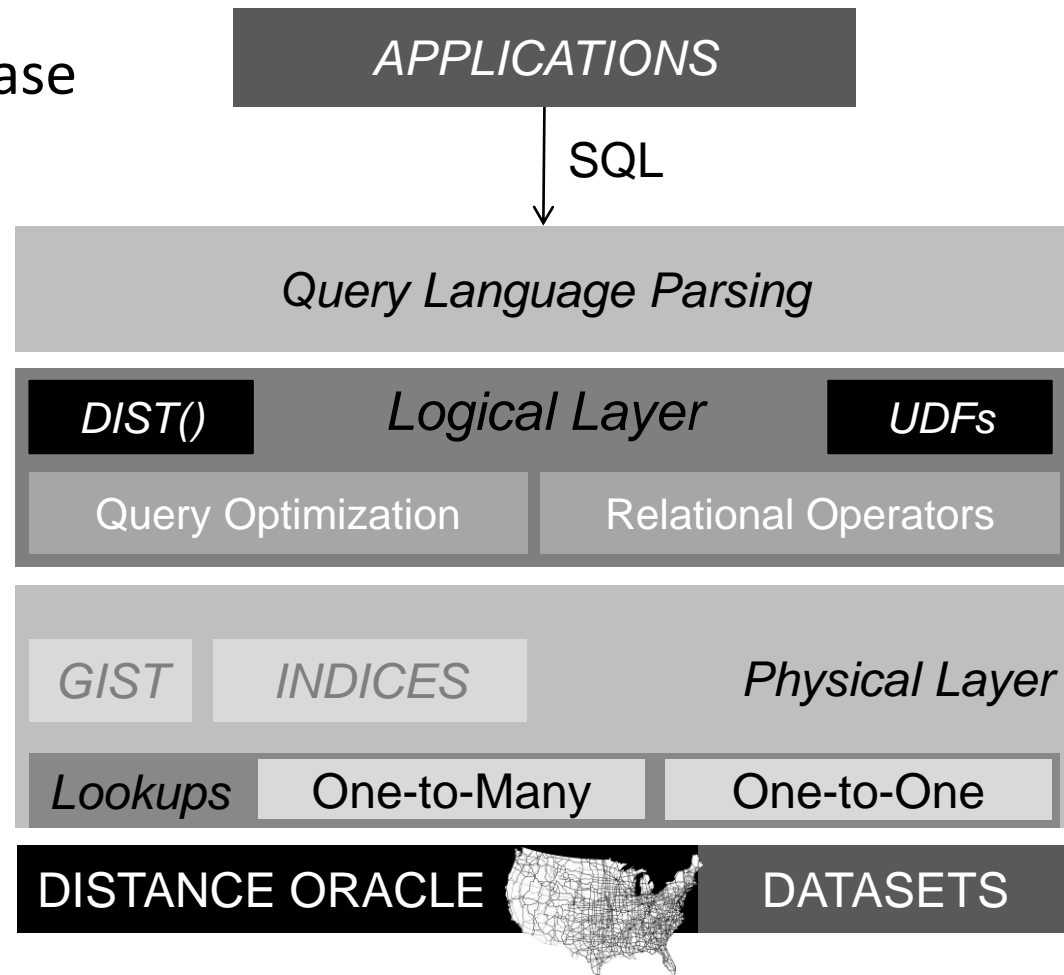 ase
APPLICATIONS
SQL
Query Language Parsing
DIST()
Logical Layer
UDFs
Query Optimization
Relational Operators
GIST
INDICES
Physical Layer
Lookups
One-to-Many
One-to-One
DISTANCE ORACLE
DATASETS